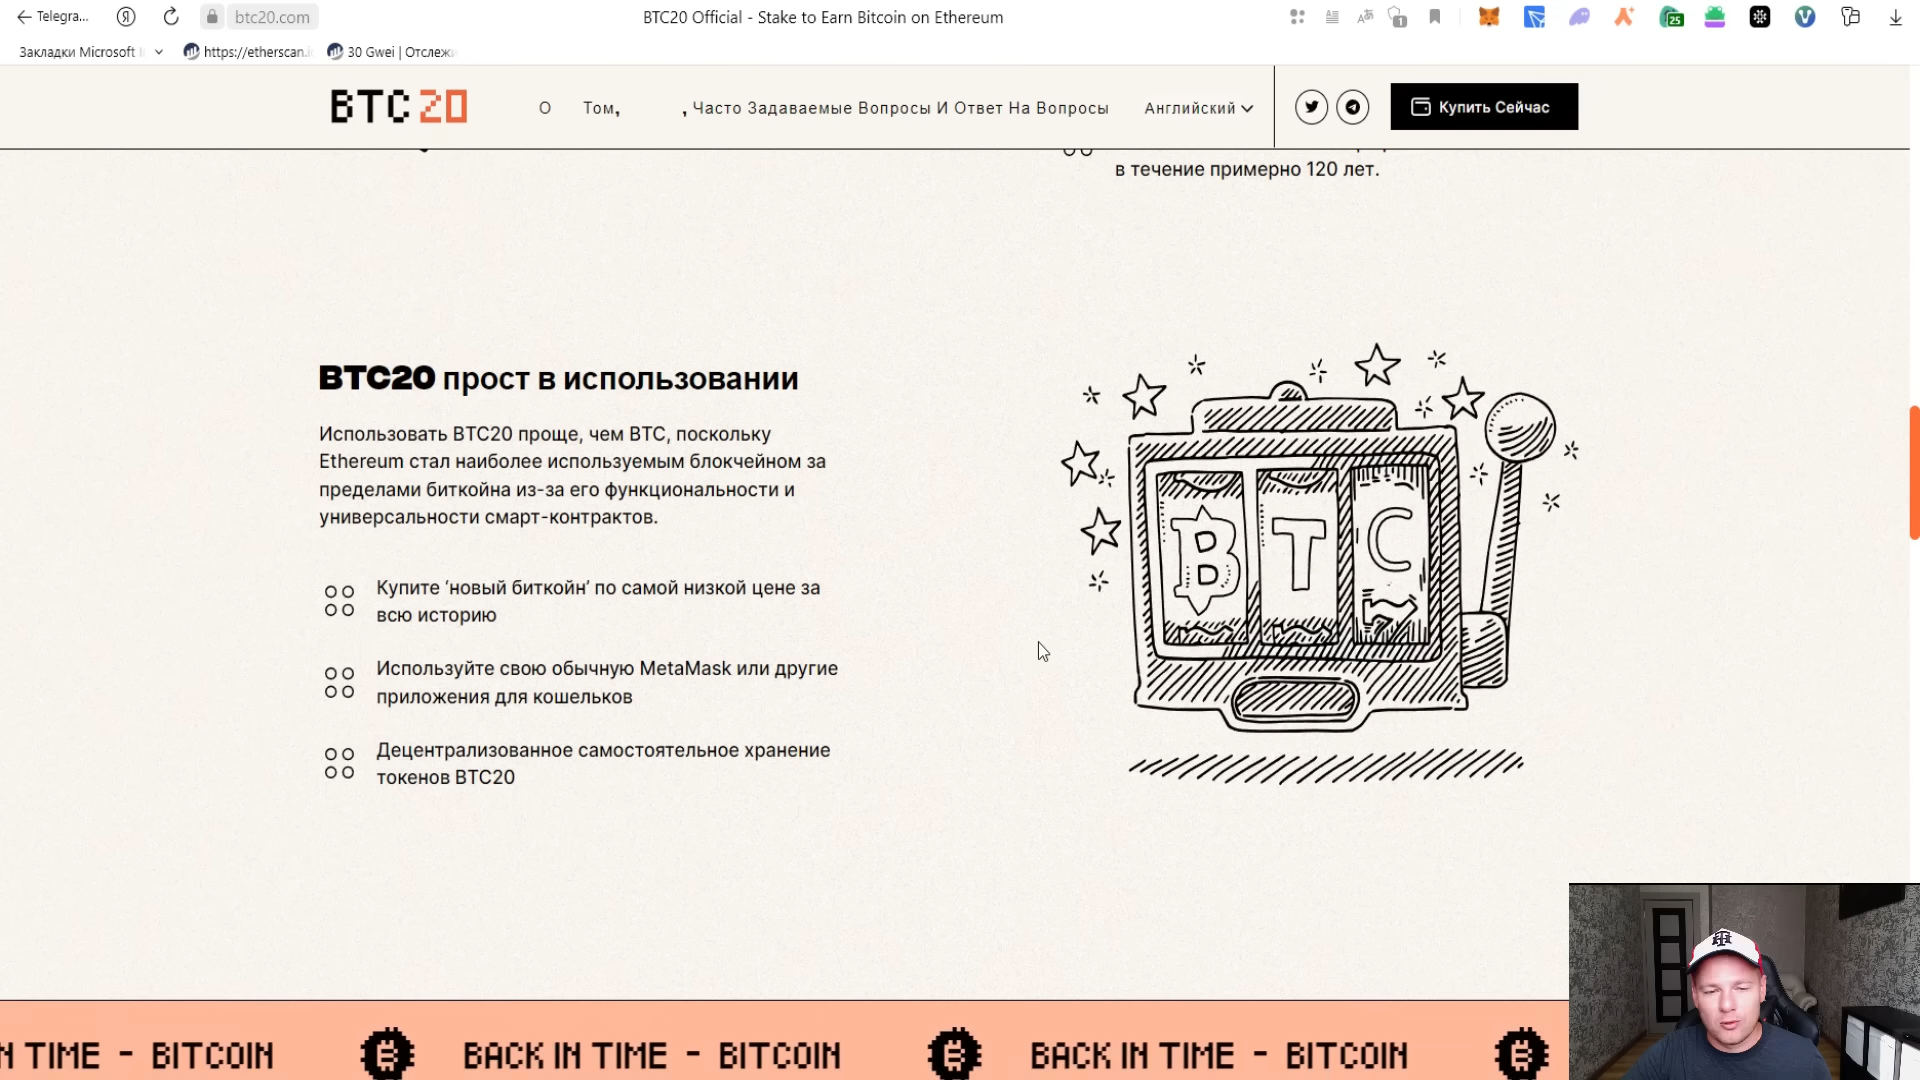 Telegra...
btc20.com
BTC20 Official - Stake to Earn Bitcoin on Ethereum
1
25
Закладки Microsoft
https://etherscan.i
30 Gwei | Отслежи
BTC20
О Том, , Часто Задаваемые Вопросы И Ответ На Вопросы
Английский
Купить Сейчас
в течение примерно 120 лет.
BTC20 прост в использовании
Использовать BTC20 проще, чем BTC, поскольку
Ethereum стал наиболее используемым блокчейном за
пределами биткойна из-за его функциональности и
универсальности смарт-контрактов.
Купите ‘новый биткойн’ по самой низкой цене за
всю историю
Используйте свою обычную MetaMask или другие
приложения для кошельков
Децентрализованное самостоятельное хранение
токенов BTC20
BTC
N TIME - BITCOIN BACK IN TIME - BITCOIN BACK IN TIME - BITCOIN